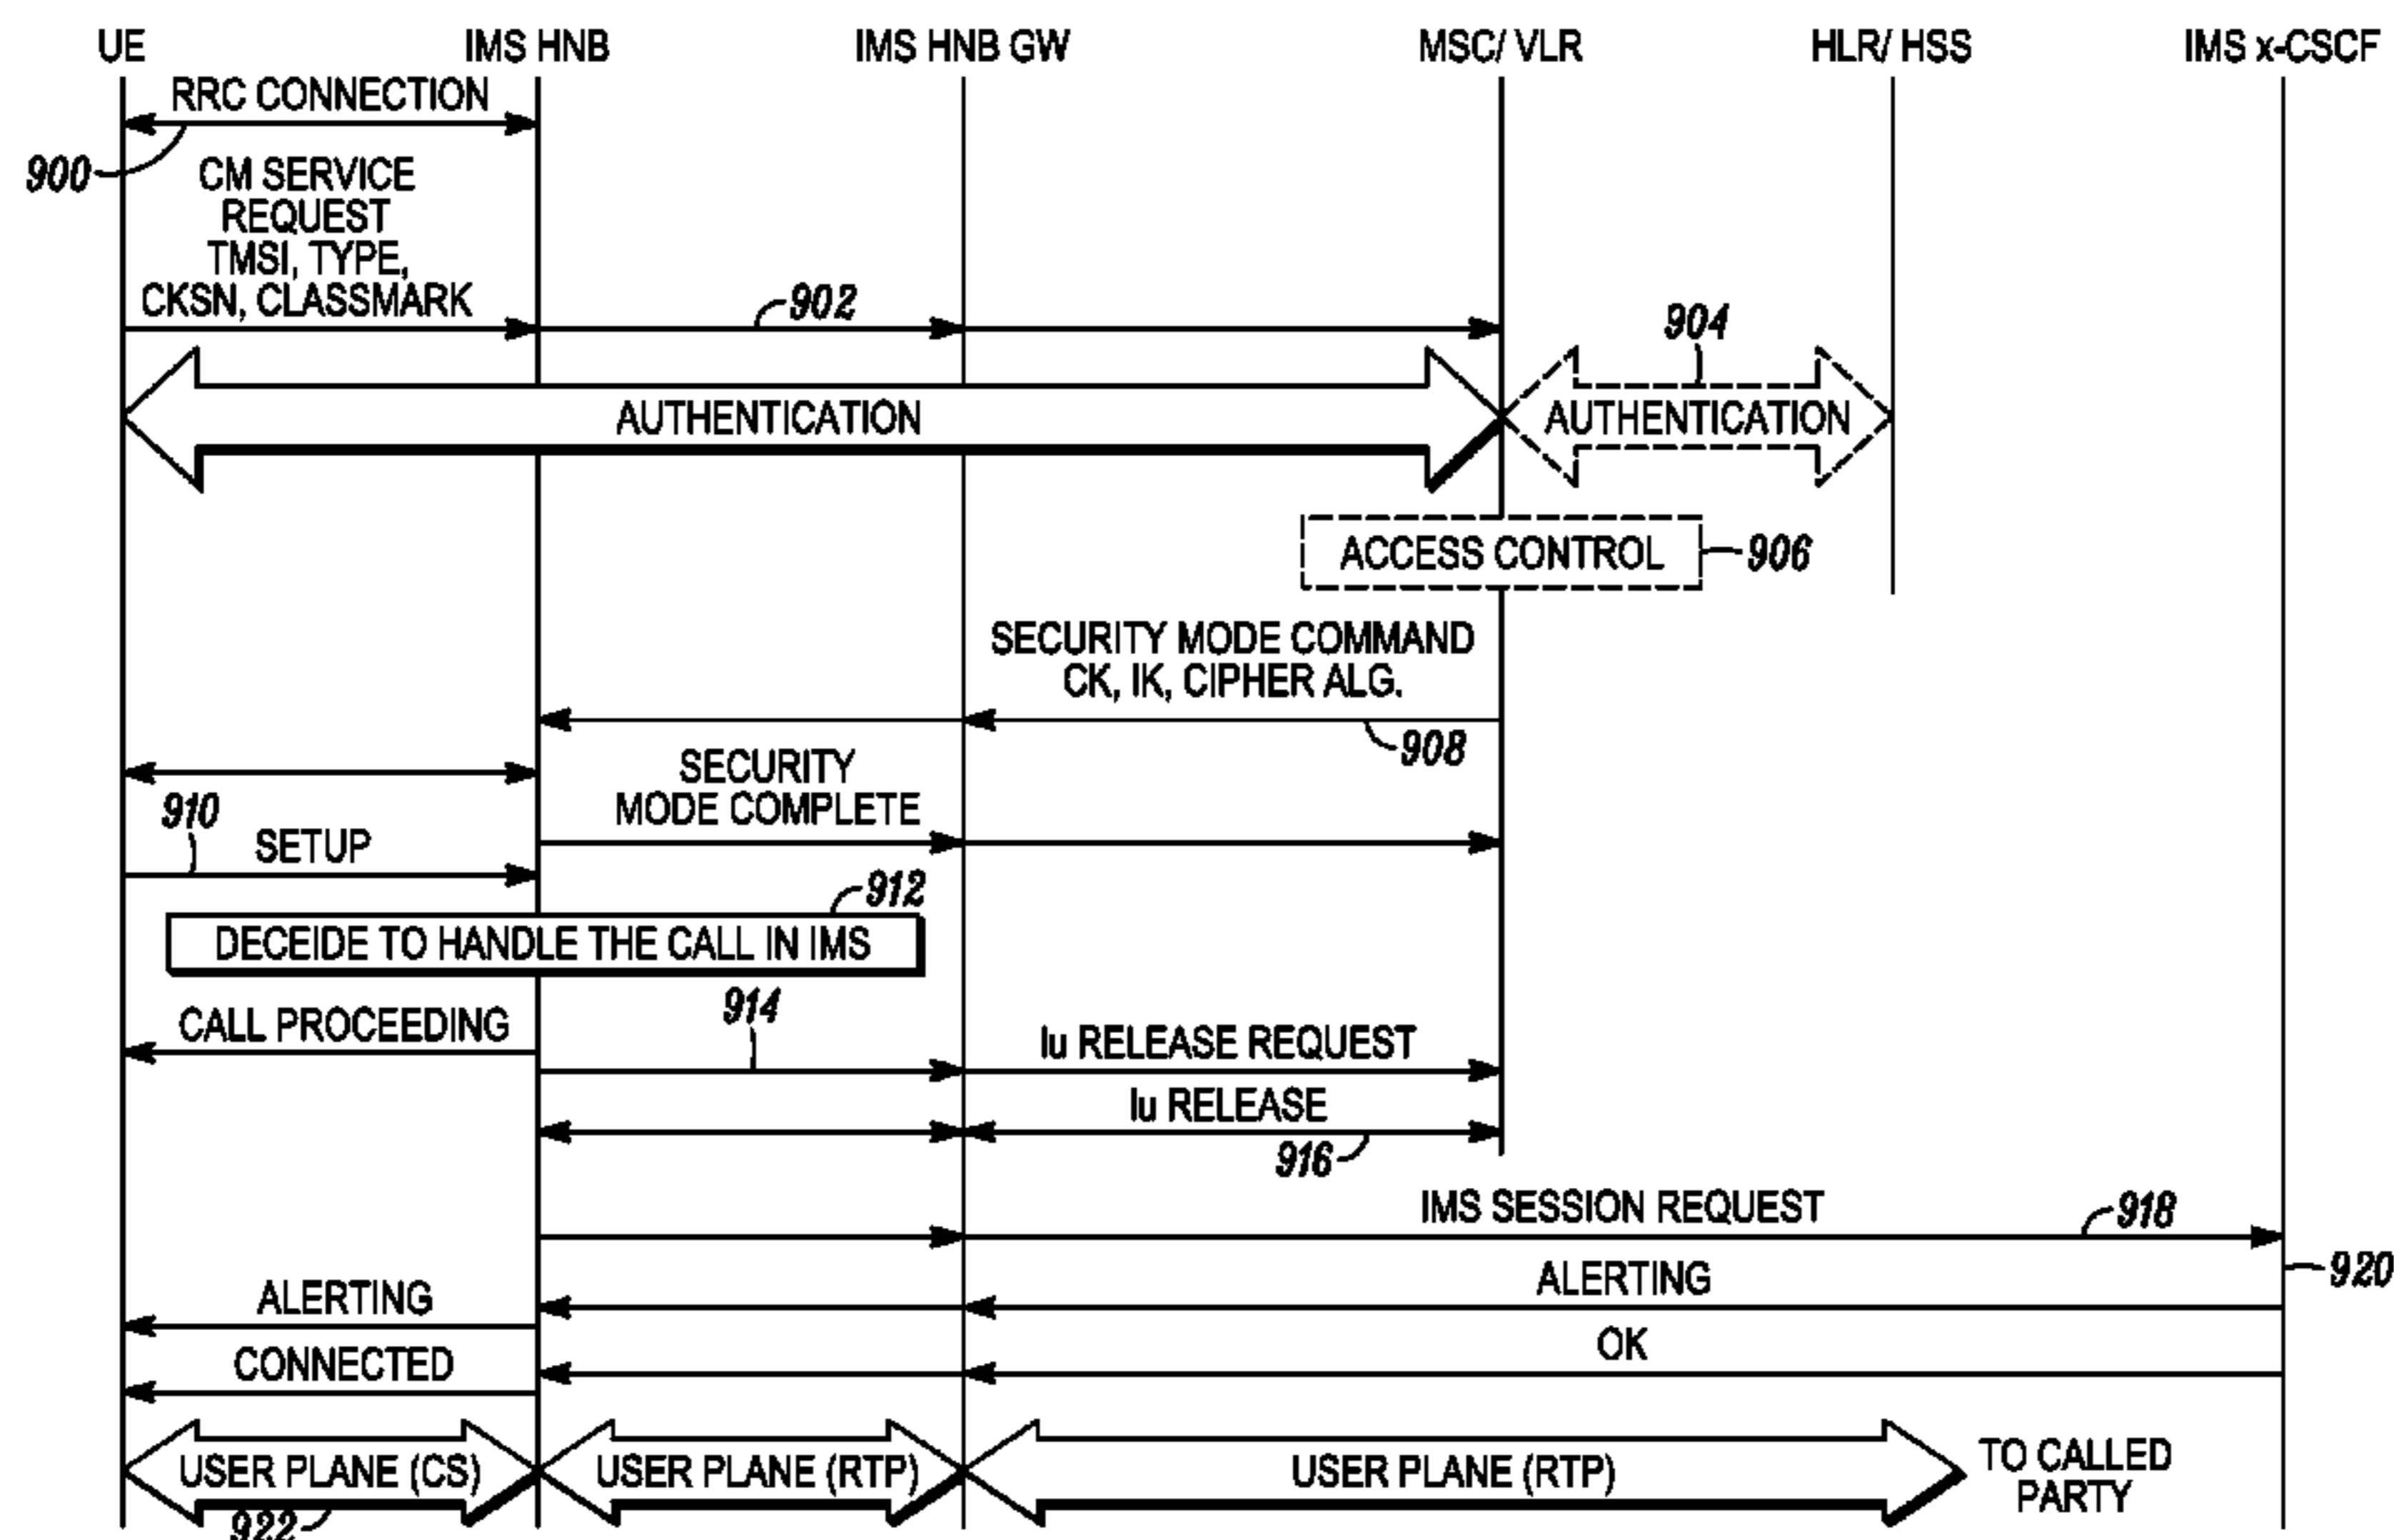 UE
IMS HNB
IMS HNB GW
MSC/ VLR
HLR/ HSS
IMS x-CSCF
RRC CONNECTION
900
CM SERVICE
REQUEST
TMSI, TYPE,
CKSN, CLASSMARK
902
904
AUTHENTICATION
AUTHENTICATION
ACCESS CONTROL
906
SECURITY MODE COMMAND
CK, IK, CIPHER ALG.
908
SECURITY
MODE COMPLETE
910
SETUP
912
DECEIDE TO HANDLE THE CALL IN IMS
914
CALL PROCEEDING
Iu RELEASE REQUEST
Iu RELEASE
916
IMS SESSION REQUEST
918
920
ALERTING
ALERTING
OK
CONNECTED
USER PLANE (CS)
USER PLANE (RTP)
USER PLANE (RTP)
TO CALLED
PARTY
922